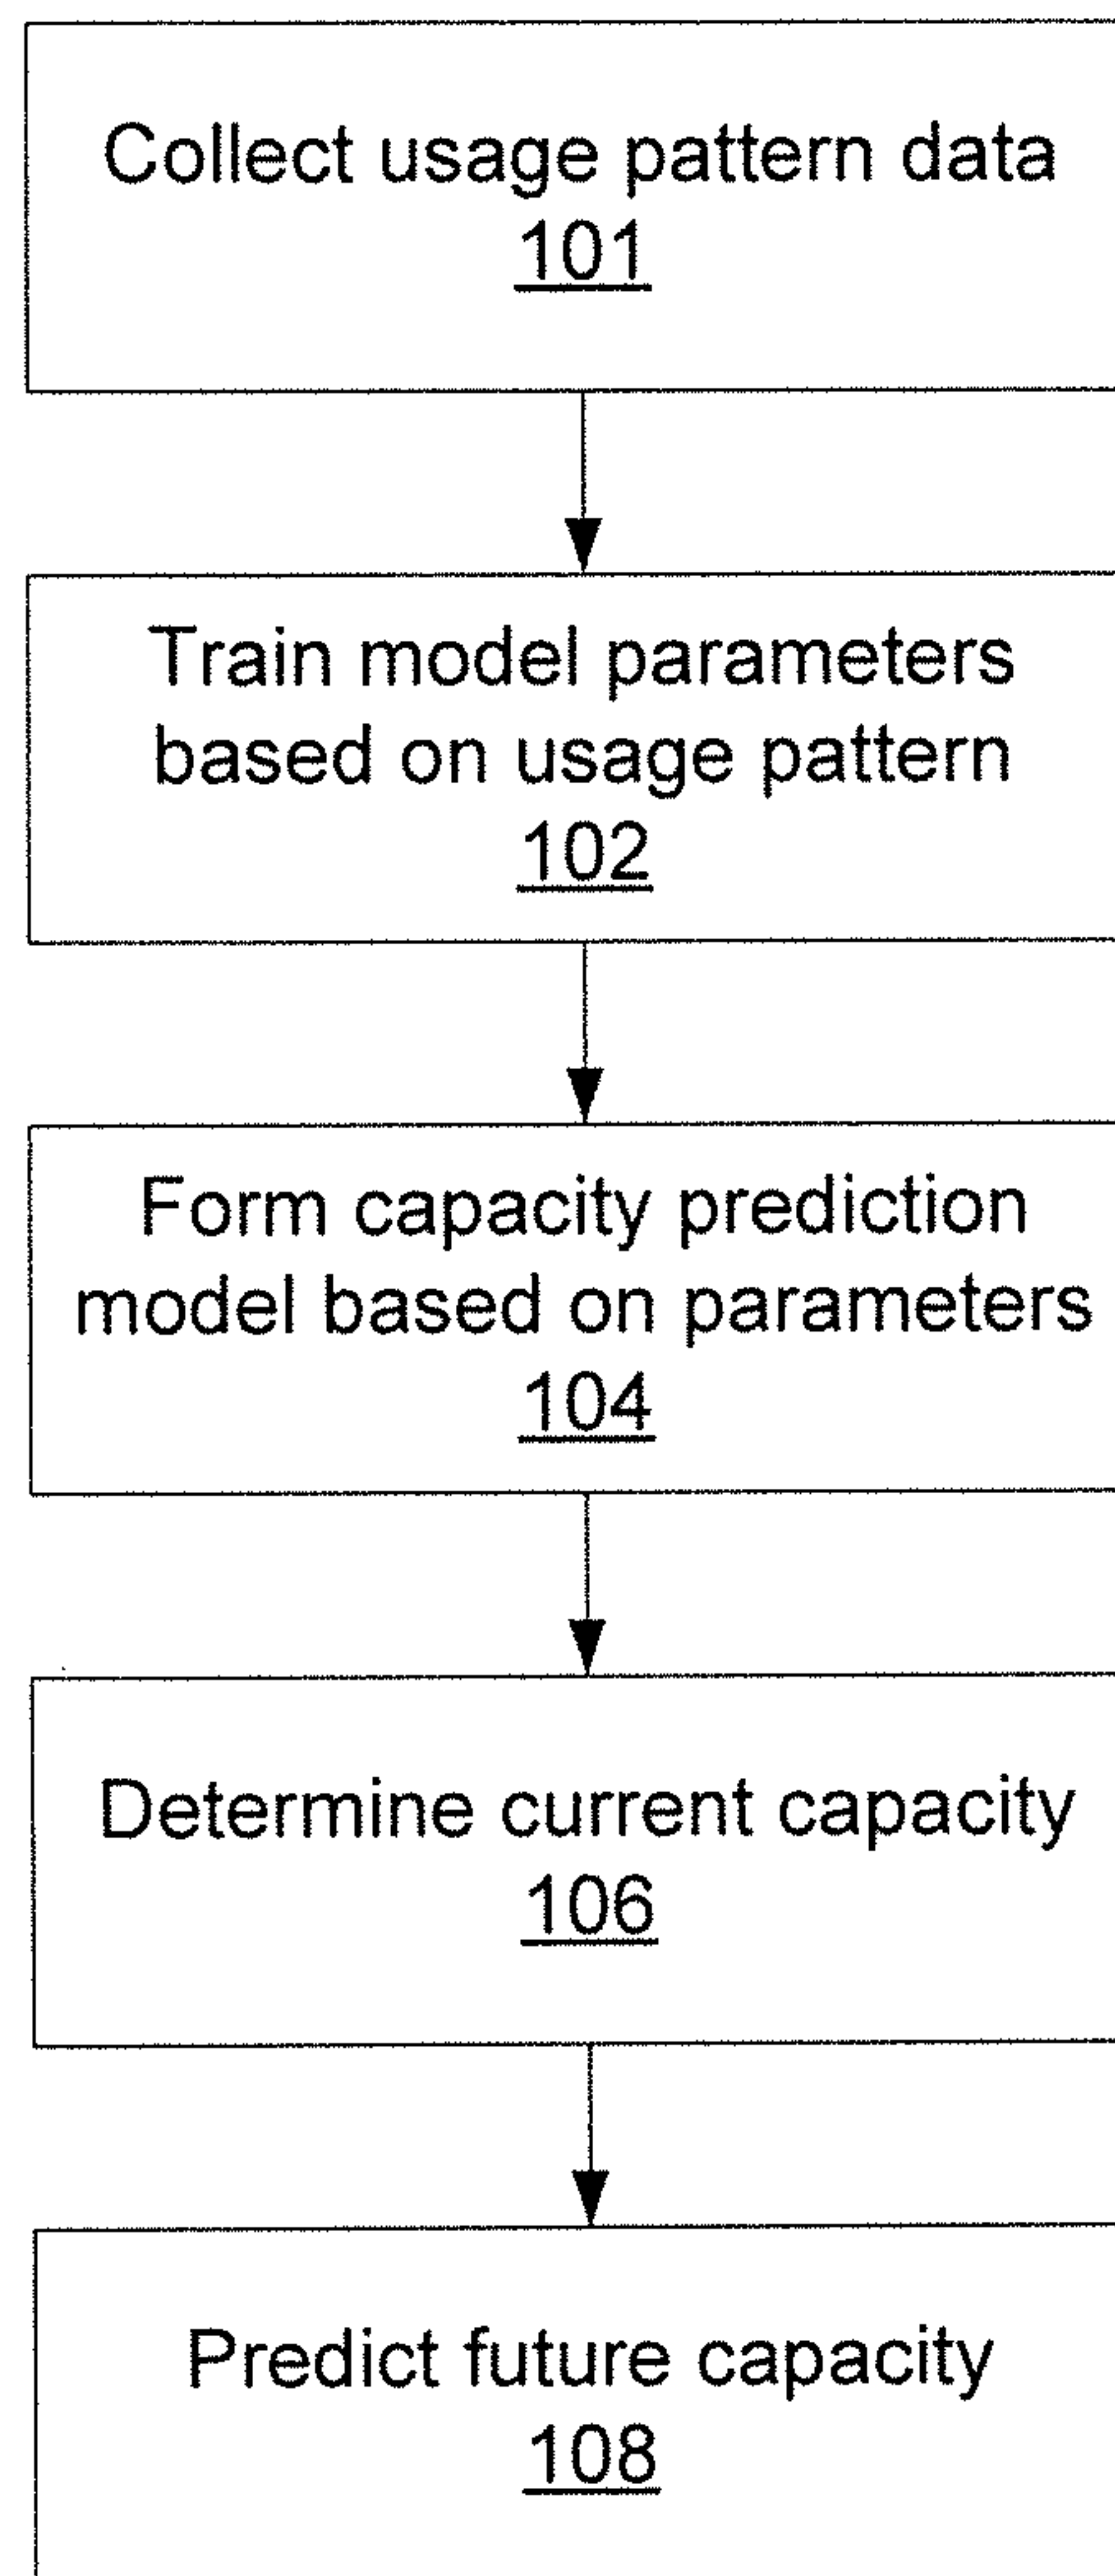 Collect usage pattern data
101
Train model parameters
based on usage pattern
102
Form capacity prediction
model based on parameters
104
Determine current capacity
106
Predict future capacity
108